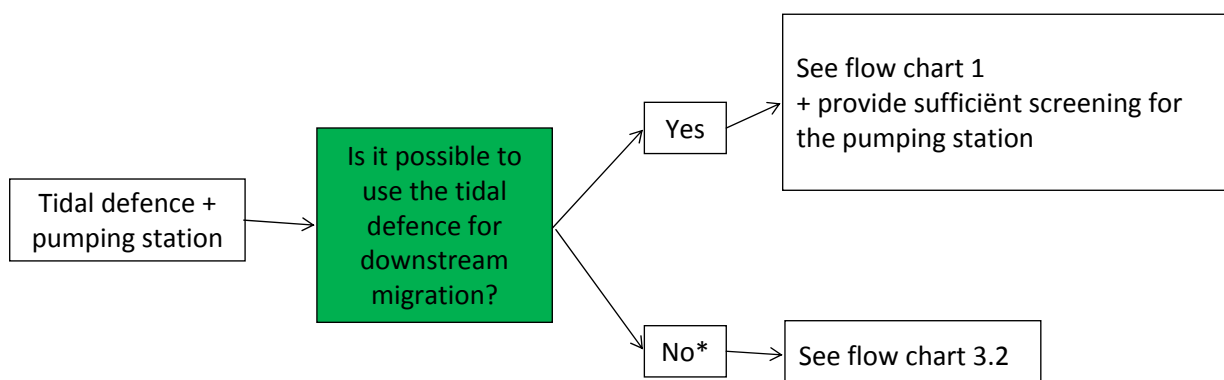 Tidal defence +
pumping station
Is it possible to
use the tidal
defence for
downstream
migration?
Yes
See flow chart 1
+ provide sufficiënt screening for
the pumping station
No*
See flow chart 3.2